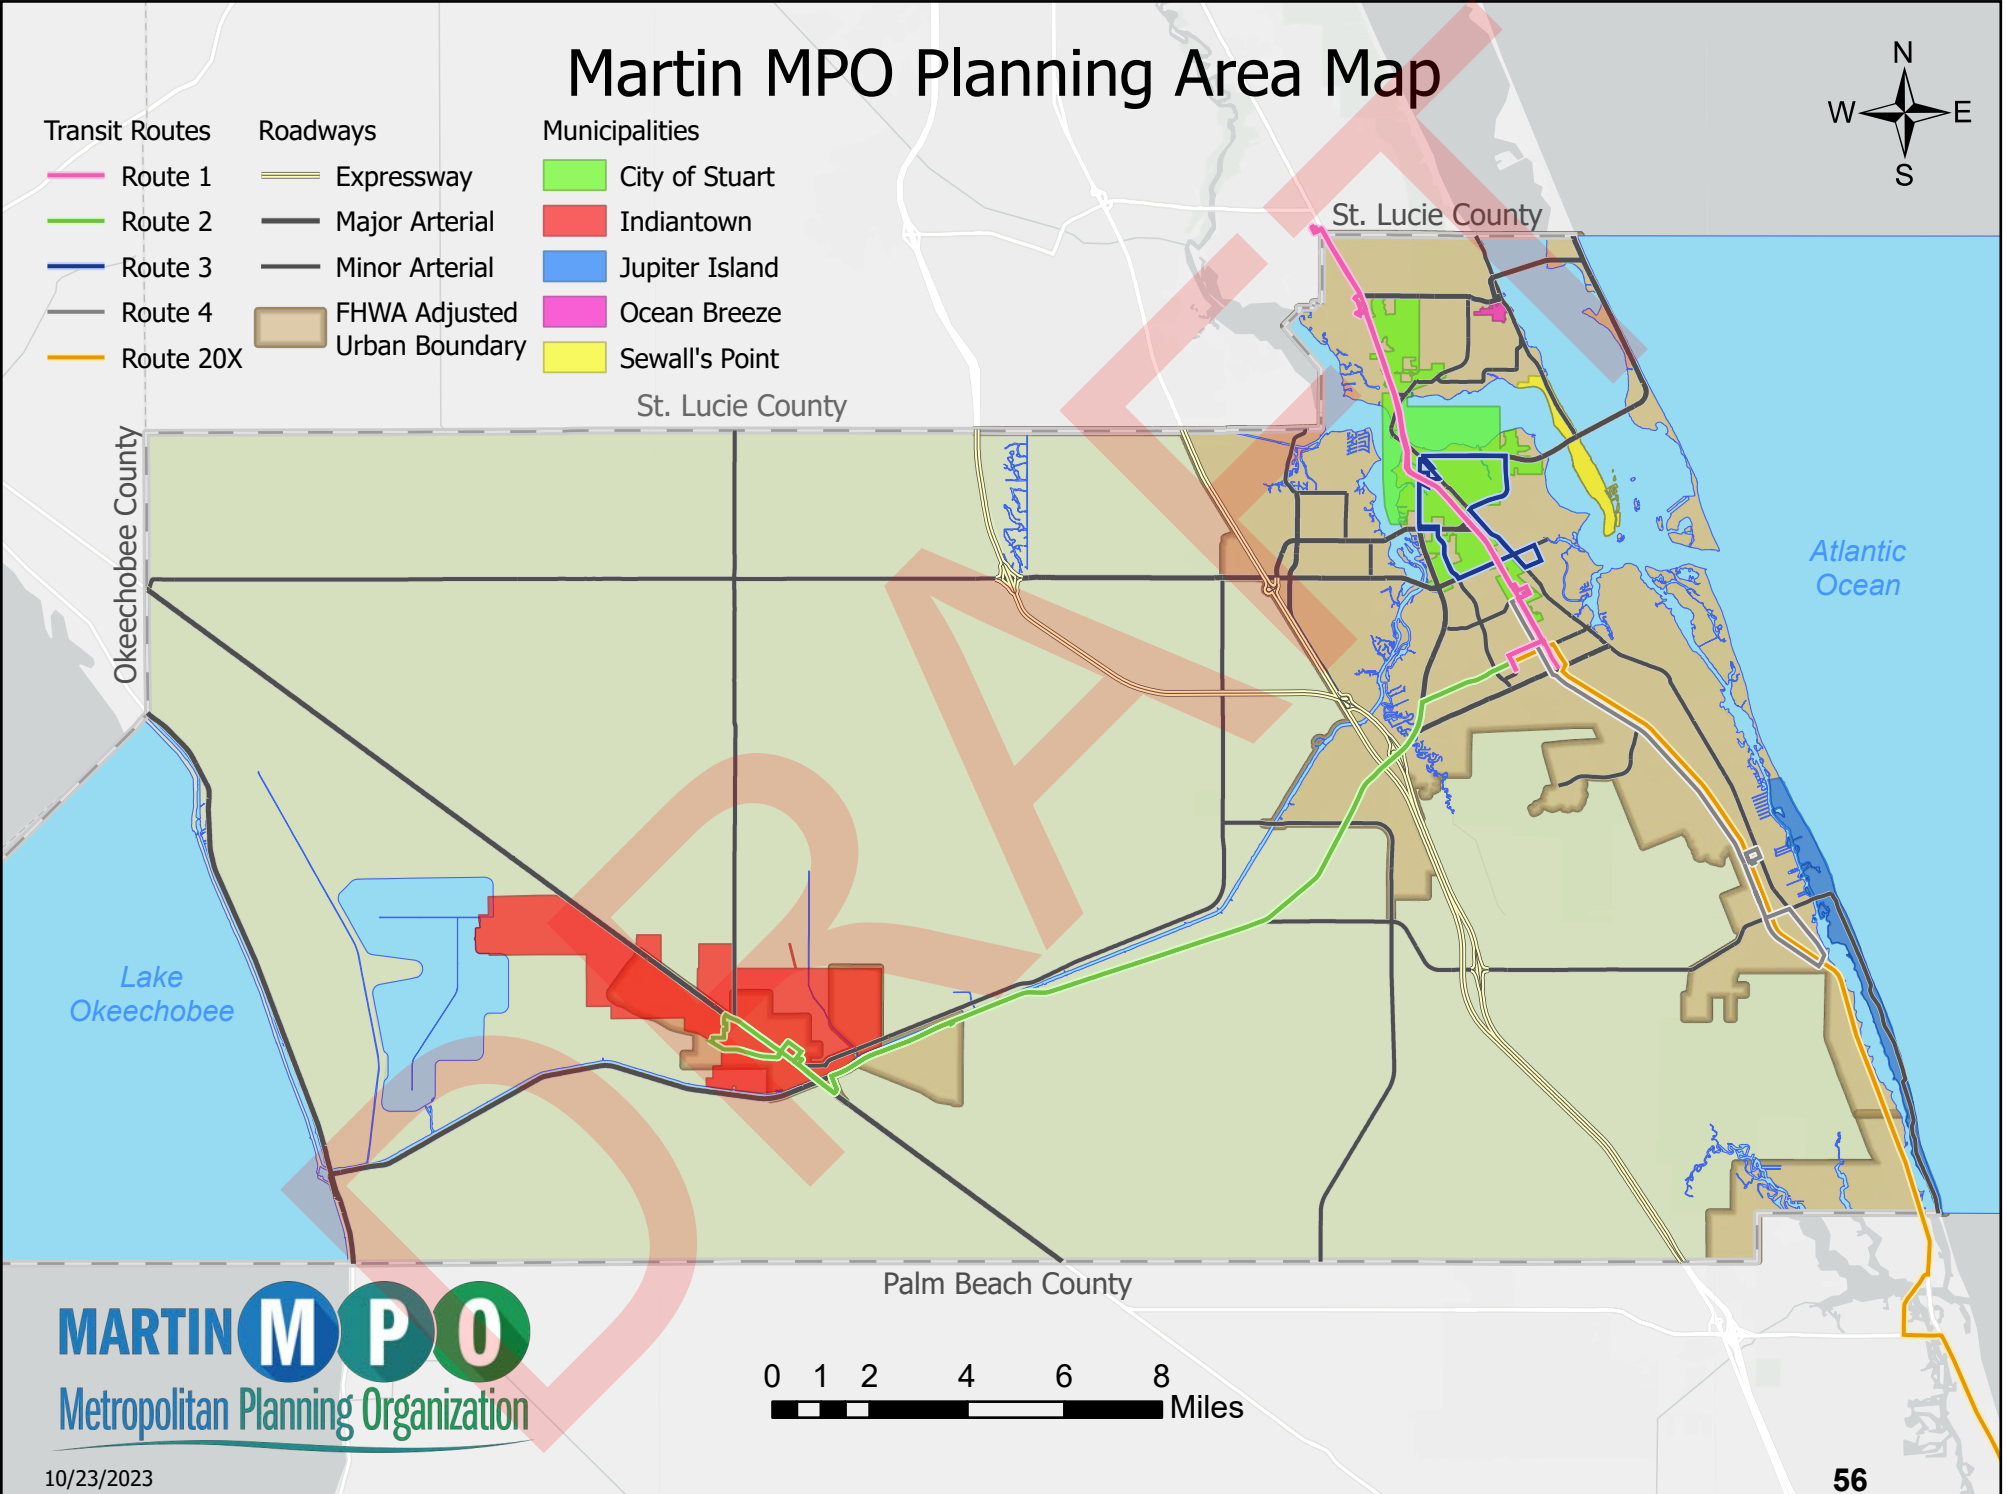 Martin MPO Planning Area Map
N
W E
S
Transit Routes
Route 1
Route 2
Route 3
Route 4
Route 20X
Roadways
Expressway
Major Arterial
Minor Arterial
FHWA Adjusted
Urban Boundary
Municipalities
City of Stuart
Indiantown
Jupiter Island
Ocean Breeze
Sewall's Point
St. Lucie County
St. Lucie County
Okeechobee County
Atlantic
Ocean
Lake
Okeechobee
DRAFT
Palm Beach County
MARTIN MPO
Metropolitan Planning Organization
0 1 2 4 6 8
Miles
10/23/2023
56